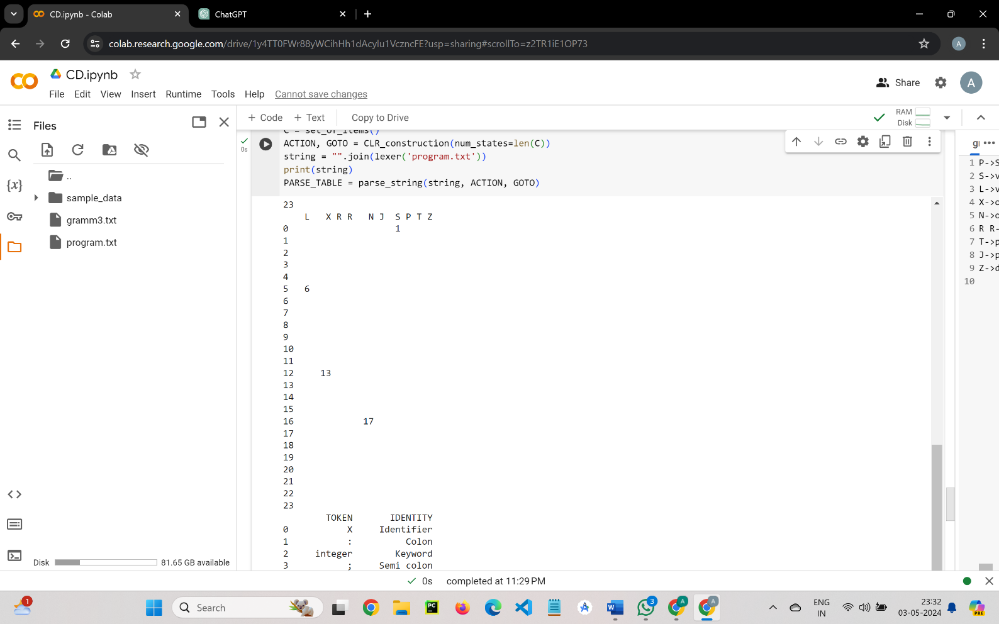 CD.ipynb - Colab
ChatGPT
colab.research.google.com/drive/1y4TT0FWr88yWCihHh1dAcylu1VczncFE?usp=sharing#scrollTo=z2TR1iE1OP73
A
CD.ipynb
File Edit View Insert Runtime Tools Help Cannot save changes
Share
A
Files
+ Code + Text Copy to Drive
RAM
Disk
..
sample_data
gramm3.txt
program.txt
Disk 81.65 GB available
0s
C = set_of_items()
ACTION, GOTO = CLR_construction(num_states=len(C))
string = "".join(lexer('program.txt'))
print(string)
PARSE_TABLE = parse_string(string, ACTION, GOTO)
23
L X R R N J S P T Z
0 1
1
2
3
4
5 6
6
7
8
9
10
11
12 13
13
14
15
16 17
17
18
19
20
21
22
23
TOKEN IDENTITY
0 X Identifier
1 : Colon
2 integer Keyword
3 ; Semi colon
1 P->S
2 S->v
3 L->v
4 X->c
5 N->c
6 R R-
7 T->p
8 J->p
9 Z->d
10
0s completed at 11:29 PM
1
Search
PC
3
A
A
ENG
IN
23:32
03-05-2024
PRE